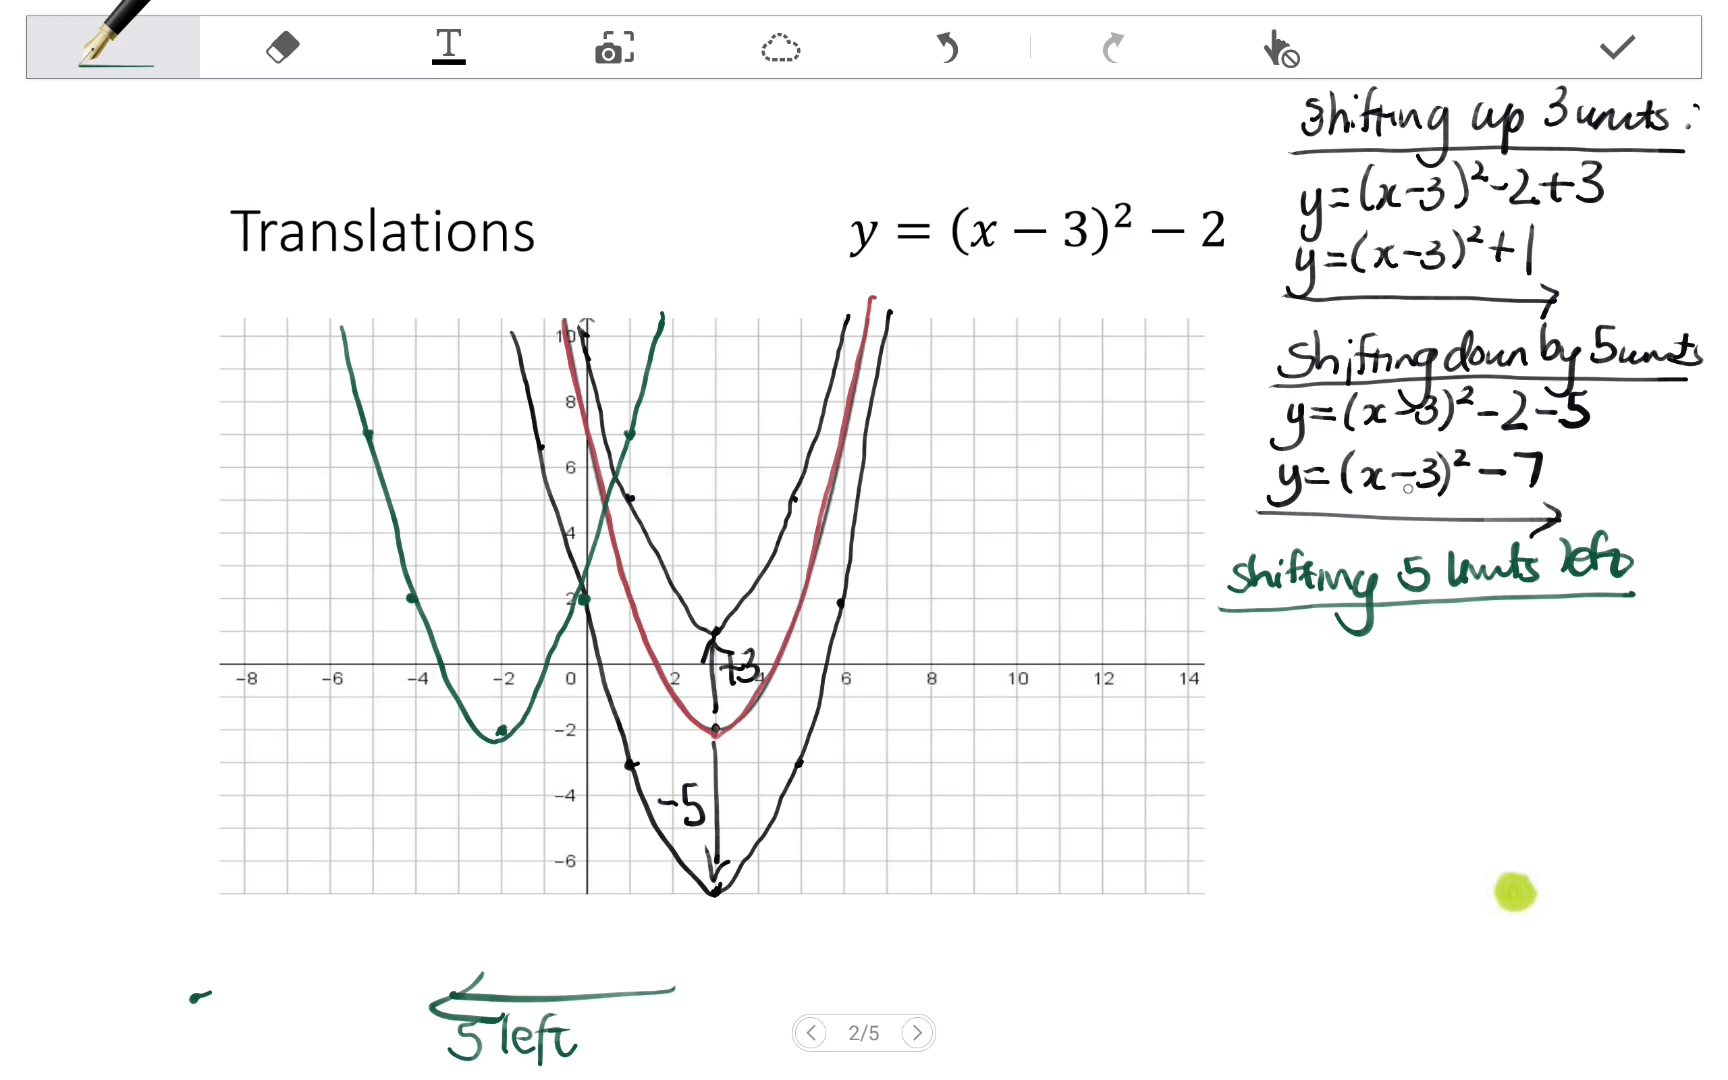 T
Shifting up 3 units:
y=(x-3)²-2+3
y=(x-3)²+1
Translations
y = (x − 3)² − 2
Shifting down by 5 units
y=(x-3)²-2-5
y=(x-3)²-7
Shifting 5 units left
10
8
6
4
2
-8 -6 -4 -2 0 2 4 6 8 10 12 14
-2
-4
-6
+3
-5
5 left
2/5